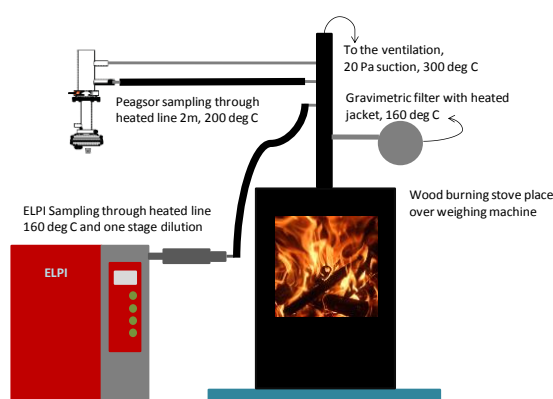 To the ventilation,
20 Pa suction, 300 deg C
Peagsor sampling through
heated line 2m, 200 deg C
Gravimetric filter with heated
jacket, 160 deg C
ELPI Sampling through heated line
160 deg C and one stage dilution
Wood burning stove place
over weighing machine
ELPI